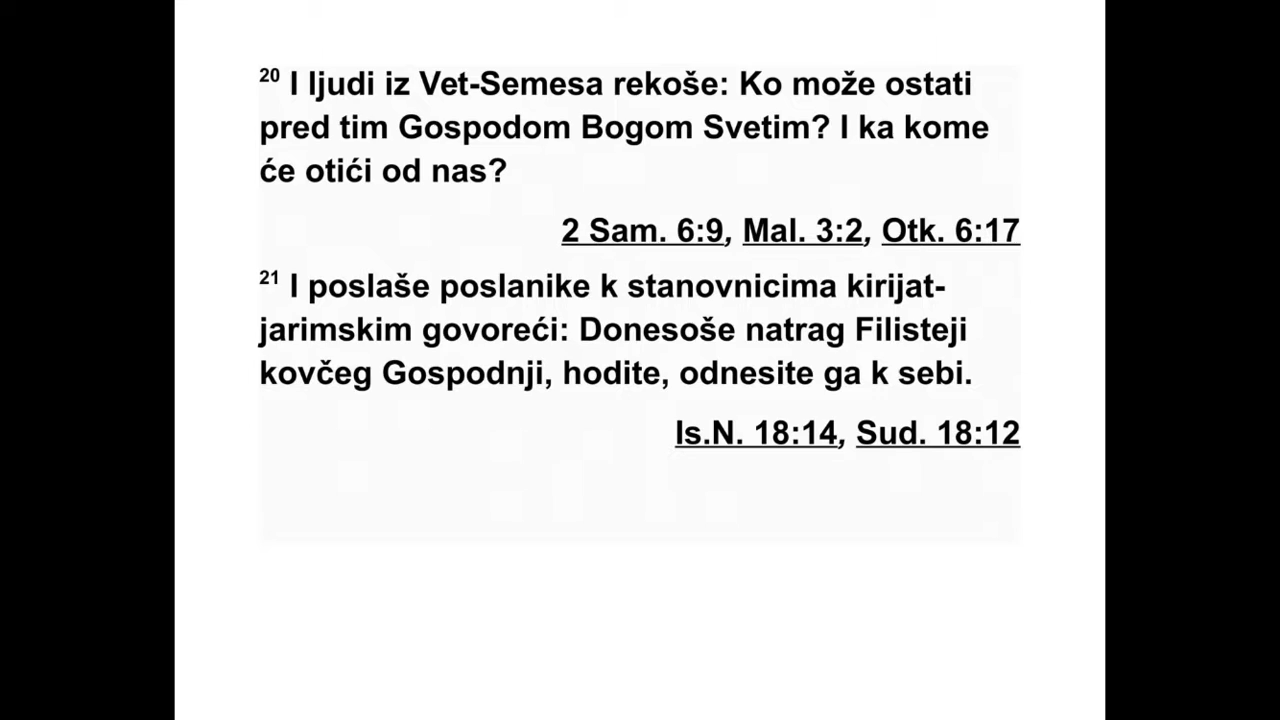 20 I ljudi iz Vet-Semesa rekoše: Ko može ostati
pred tim Gospodom Bogom Svetim? I ka kome
će otići od nas?
2 Sam. 6:9, Mal. 3:2, Otk. 6:17
21 I poslaše poslanike k stanovnicima kirijat-
jarimskim govoreći: Donesoše natrag Filisteji
kovčeg Gospodnji, hodite, odnesite ga k sebi.
Is.N. 18:14, Sud. 18:12